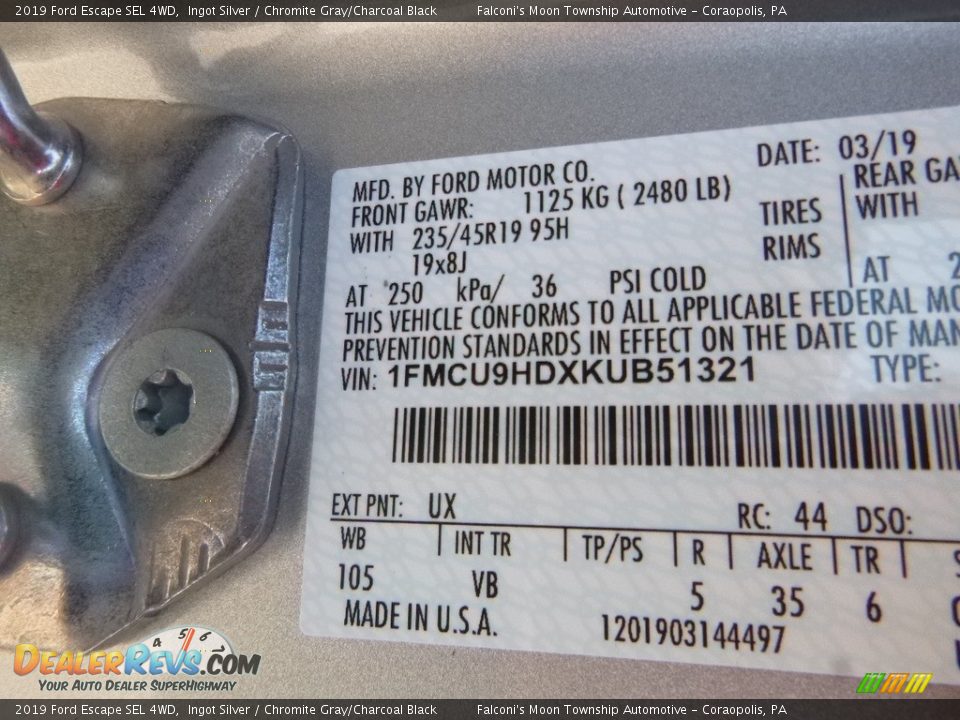 2019 Ford Escape SEL 4WD, Ingot Silver / Chromite Gray/Charcoal Black Falconi's Moon Township Automotive - Coraopolis, PA
DATE: 03/19
MFD. BY FORD MOTOR CO.
REAR
FRONT GAWR: 1125 KG ( 2480 LB)
WITH 235/45R19 95H TIRES WITH
19x8J RIMS
AT 250 kPa/ 36 PSI COLD AT
THIS VEHICLE CONFORMS TO ALL APPLICABLE FEDERAL
PREVENTION STANDARDS IN EFFECT ON THE DATE OF
VIN: 1FMCU9HDXKUB51321 TYPE:
EXT PNT: UX RC: 44 DSO:
WB INT TR TP/PS R AXLE TR
105 VB 5 35 6
MADE IN U.S.A. 1201903144497
4 5 6
DEALERREVS.COM
YOUR AUTO DEALER SUPERHIGHWAY
2019 Ford Escape SEL 4WD, Ingot Silver / Chromite Gray/Charcoal Black Falconi's Moon Township Automotive - Coraopolis, PA